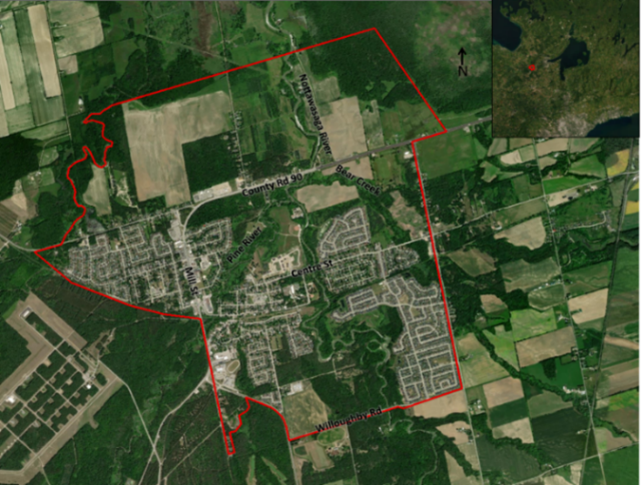 N
Nottawasaga River
County Rd 90
Bear Creek
Pine River
Centre St
Mill St
Willoughby Rd